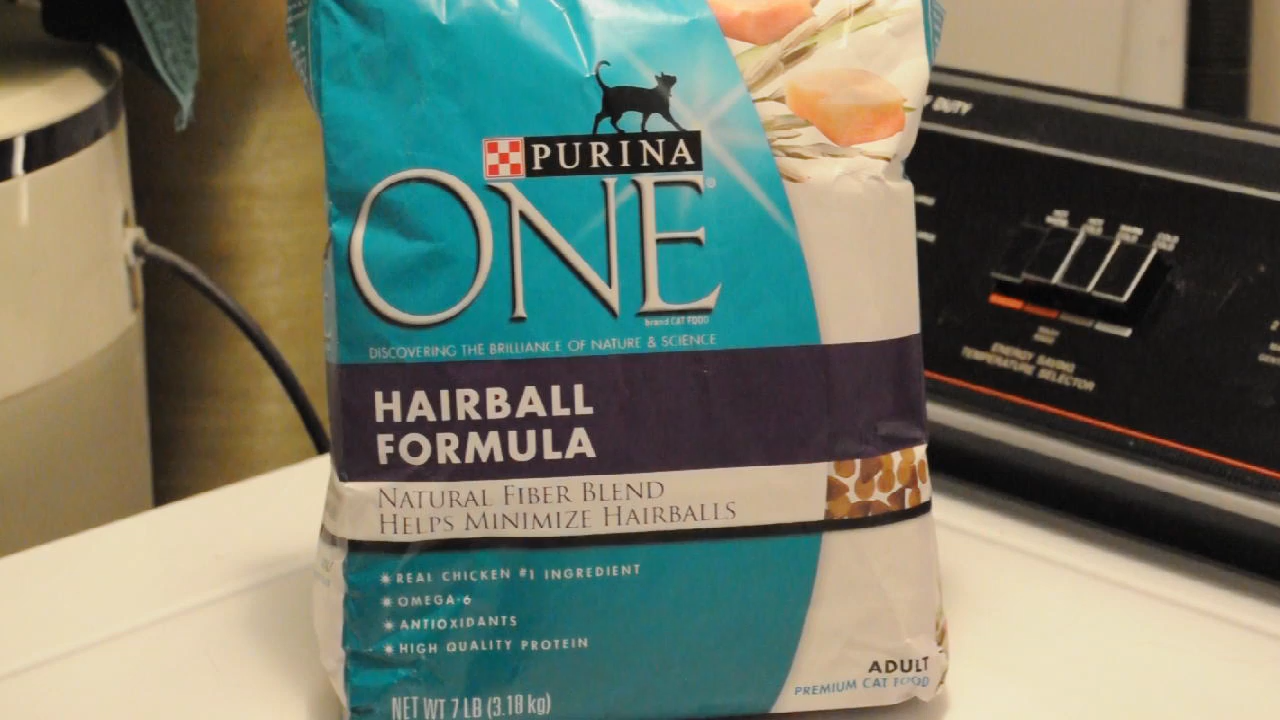 PURINA
ONE®
brand CAT FOOD
DISCOVERING THE BRILLIANCE OF NATURE & SCIENCE
HAIRBALL
FORMULA
NATURAL FIBER BLEND
HELPS MINIMIZE HAIRBALLS
REAL CHICKEN #1 INGREDIENT
OMEGA-6
ANTIOXIDANTS
HIGH QUALITY PROTEIN
NET WT 7 LB (3.18 kg)
ADULT
PREMIUM CAT FOOD
DUTY
ENERGY SAVING
TEMPERATURE SELECTOR